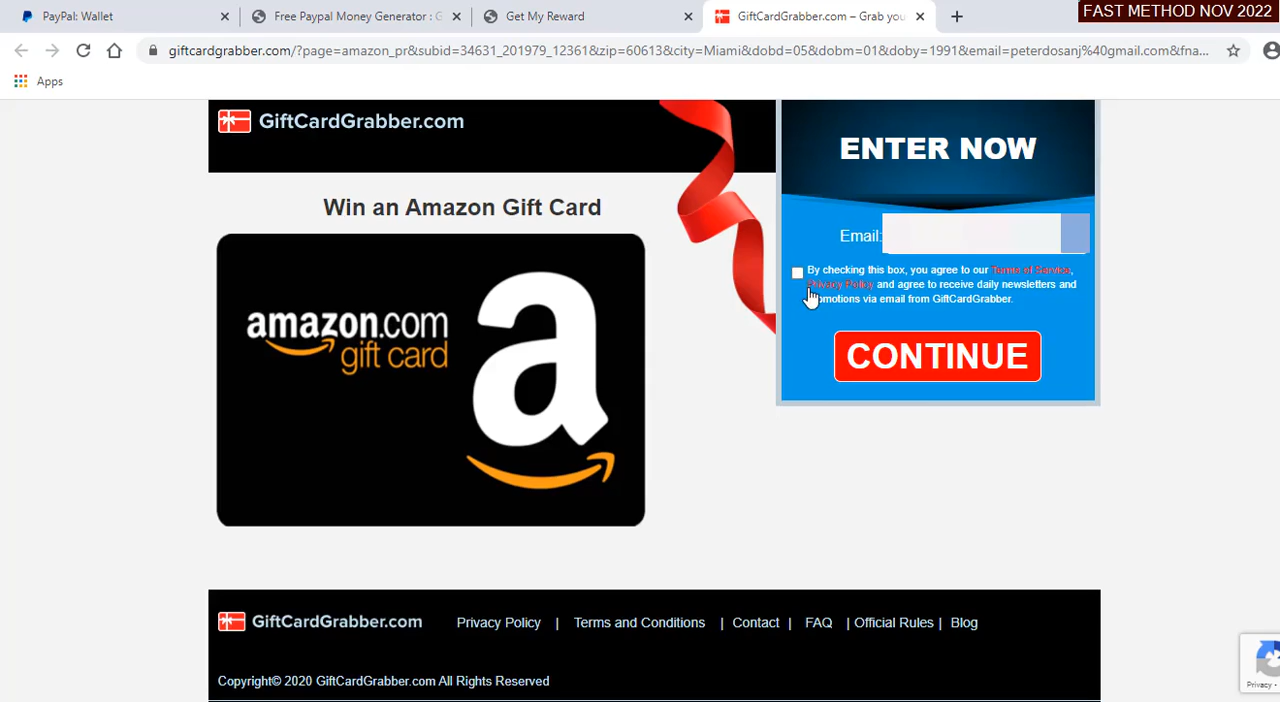 PayPal: Wallet
Free Paypal Money Generator : G
Get My Reward
GiftCardGrabber.com – Grab you
FAST METHOD NOV 2022
giftcardgrabber.com/?page=amazon_pr&subid=34631_201979_12361&zip=60613&city=Miami&dobd=05&dobm=01&doby=1991&email=peterdosanj%40gmail.com&fna...
Apps
GiftCardGrabber.com
ENTER NOW
Win an Amazon Gift Card
Email:
By checking this box, you agree to our Terms of Service,
Privacy Policy and agree to receive daily newsletters and
promotions via email from GiftCardGrabber.
amazon.com
gift card
a
CONTINUE
GiftCardGrabber.com Privacy Policy | Terms and Conditions | Contact | FAQ | Official Rules | Blog
Copyright© 2020 GiftCardGrabber.com All Rights Reserved
Privacy -